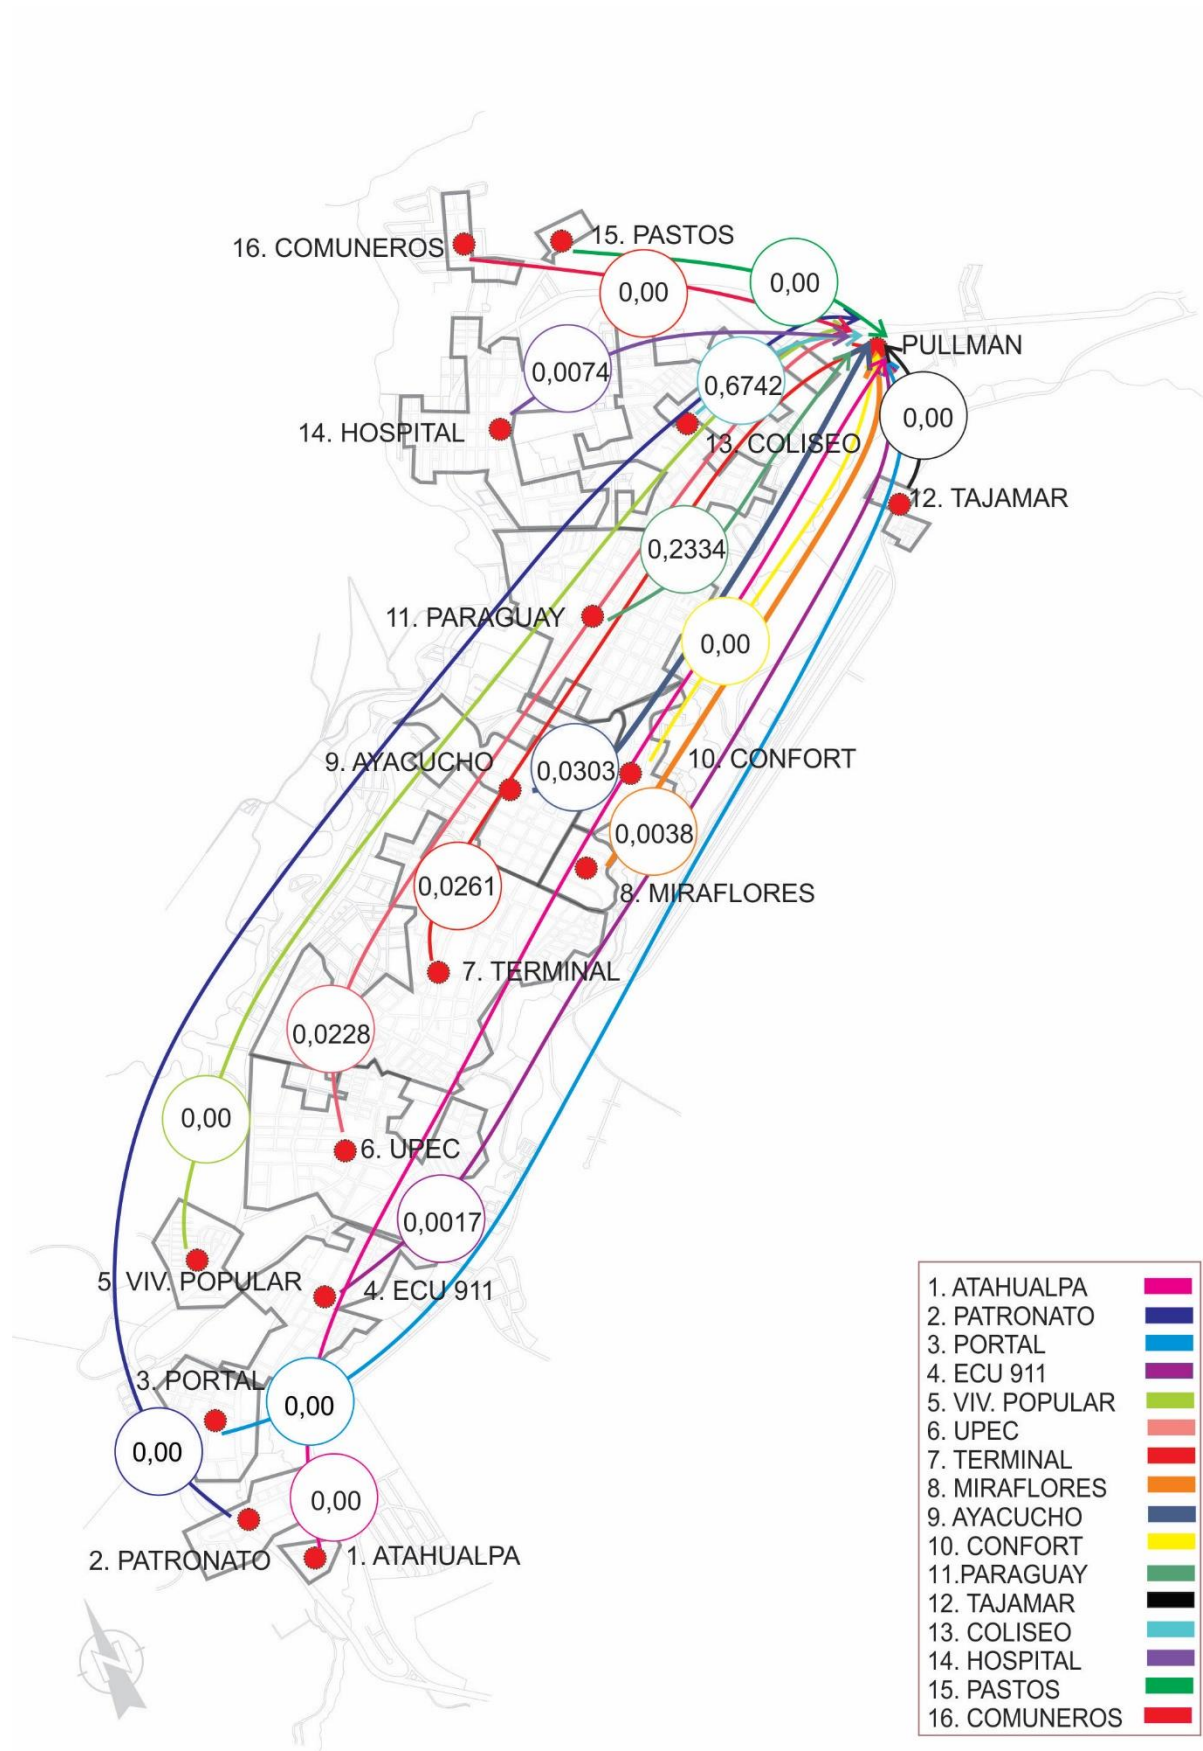 15. PASTOS
16. COMUNEROS
0,00
0,00
PULLMAN
0,0074
0,6742
0,00
14. HOSPITAL
13. COLISEO
12. TAJAMAR
0,2334
11. PARAGUAY
0,00
9. AYACUCHO
0,0303
10. CONFORT
0,0038
0,0261
8. MIRAFLORES
7. TERMINAL
0,0228
0,00
6. UPEC
0,0017
5. VIV. POPULAR
4. ECU 911
3. PORTAL
0,00
0,00
0,00
2. PATRONATO
1. ATAHUALPA
1. ATAHUALPA
2. PATRONATO
3. PORTAL
4. ECU 911
5. VIV. POPULAR
6. UPEC
7. TERMINAL
8. MIRAFLORES
9. AYACUCHO
10. CONFORT
11.PARAGUAY
12. TAJAMAR
13. COLISEO
14. HOSPITAL
15. PASTOS
16. COMUNEROS